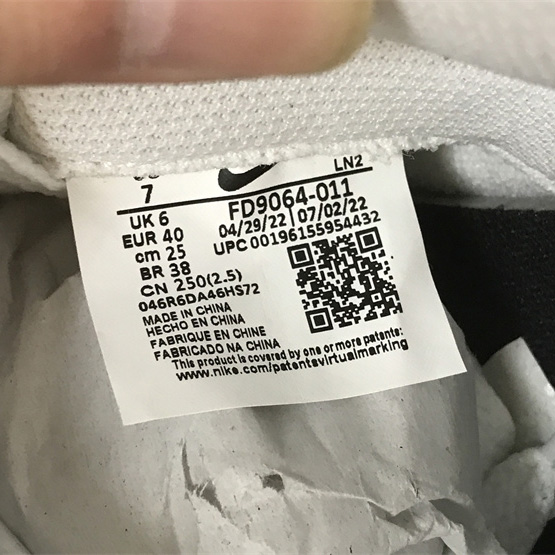 LN2
7
UK 6
EUR 40
cm 25
BR 38
CN 250(2.5)
FD9064-011
04/29/22|07/02/22
UPC 00196155954432
046R6DA46HS72
MADE IN CHINA
HECHO EN CHINA
FABRIQUE EN CHINE
FABRICADO NA CHINA
This product is covered by one or more patents:
www.nike.com/patentsvirtualmarking